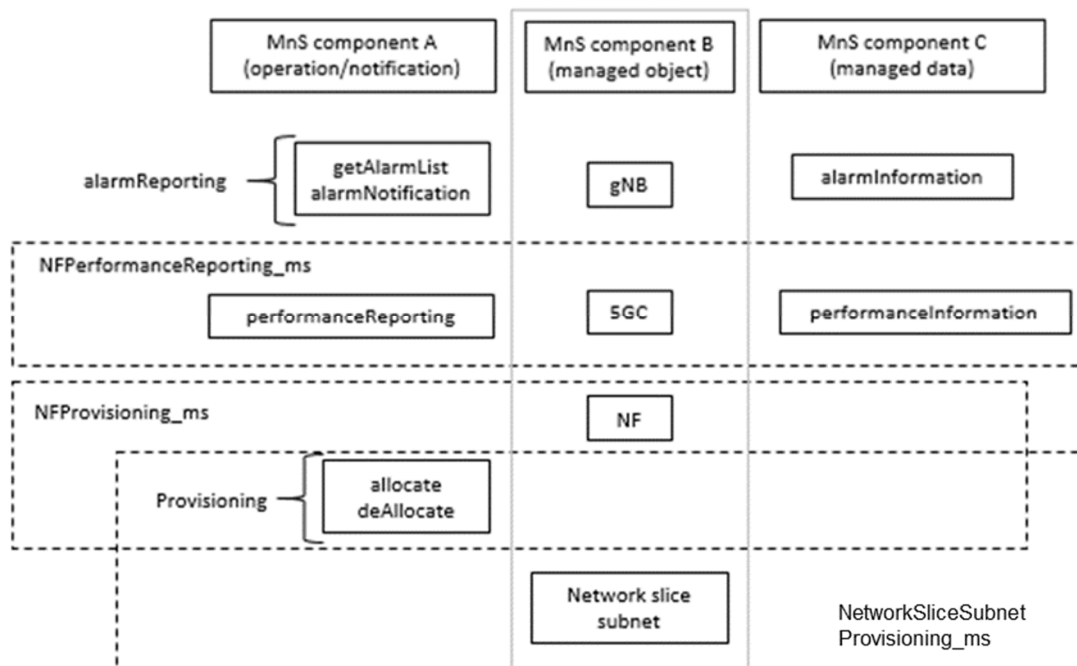 MnS component A
(operation/notification)
MnS component B
(managed object)
MnS component C
(managed data)
alarmReporting
getAlarmList
alarmNotification
gNB
alarmInformation
NFPerformanceReporting_ms
performanceReporting
5GC
performanceInformation
NFProvisioning_ms
NF
Provisioning
allocate
deAllocate
Network slice
subnet
NetworkSliceSubnet
Provisioning_ms